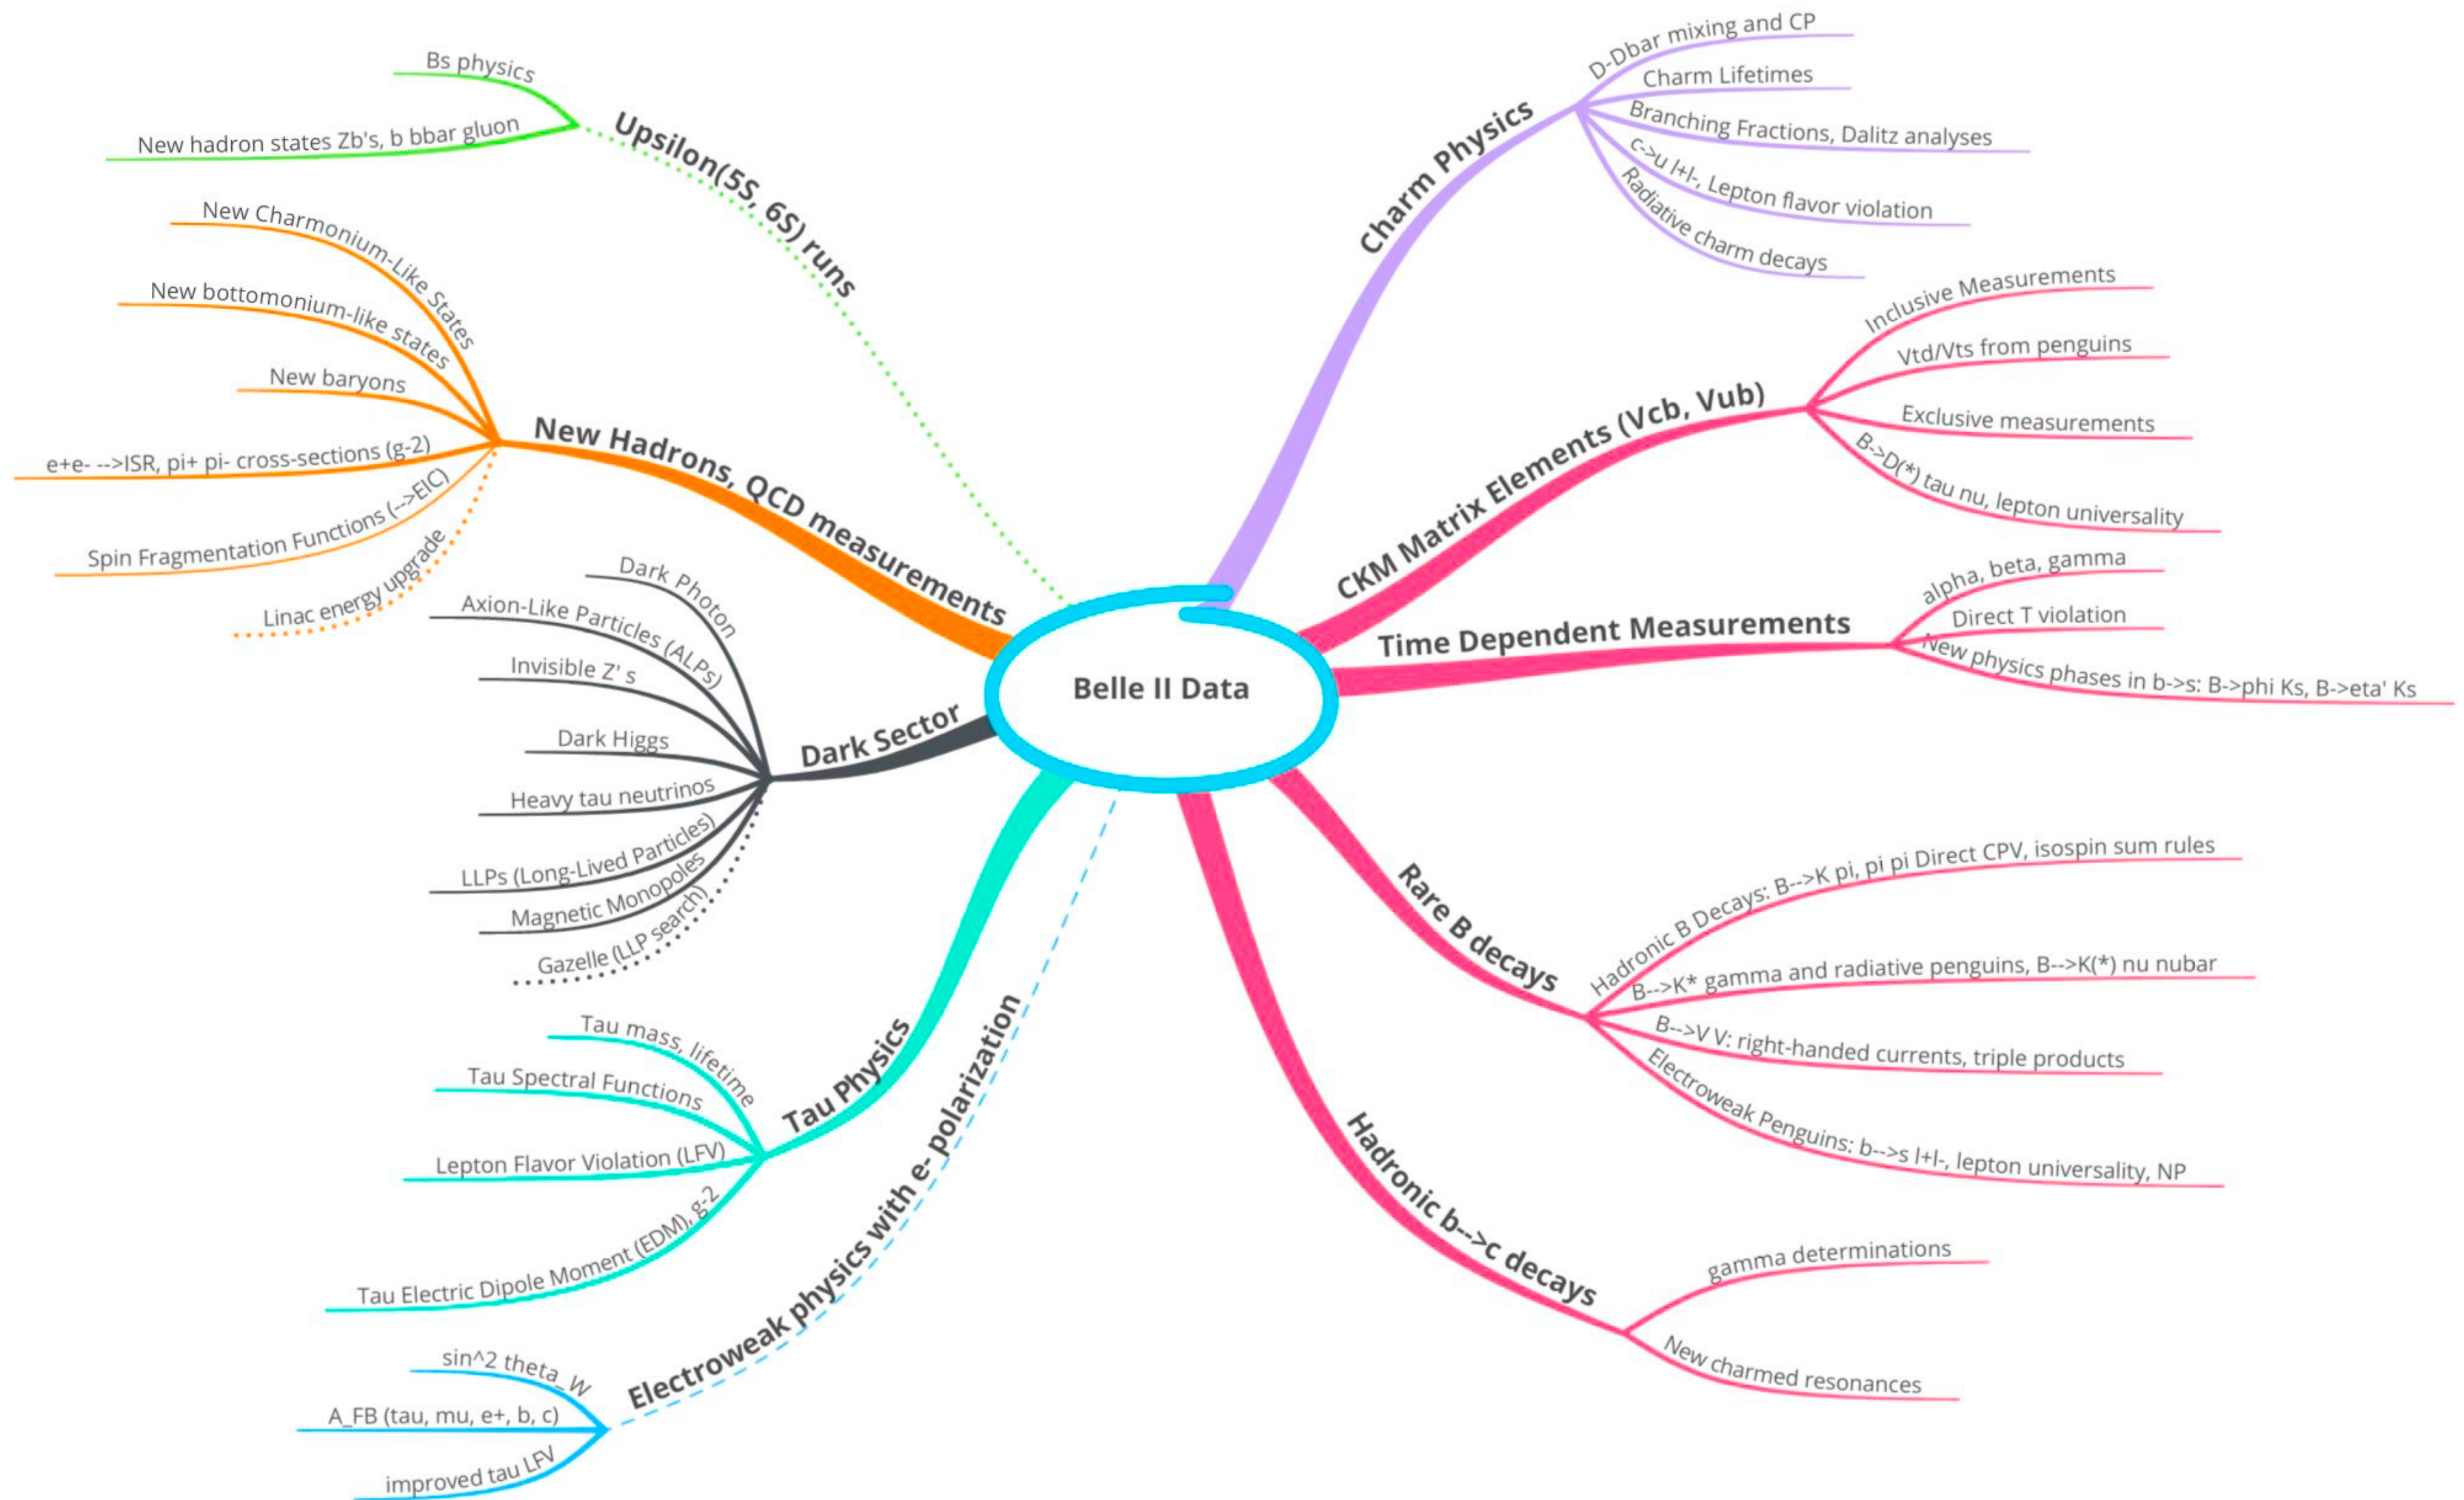 Belle II Data
Charm Physics
D-Dbar mixing and CP
Charm Lifetimes
Branching Fractions, Dalitz analyses
c->u l+l-, Lepton flavor violation
Radiative charm decays
CKM Matrix Elements (Vcb, Vub)
Inclusive Measurements
Vtd/Vts from penguins
Exclusive measurements
B->D(*) tau nu, lepton universality
Time Dependent Measurements
alpha, beta, gamma
Direct T violation
New physics phases in b->s: B->phi Ks, B->eta' Ks
Rare B decays
Hadronic B Decays: B-->K pi, pi pi Direct CPV, isospin sum rules
B-->K* gamma and radiative penguins, B-->K(*) nu nubar
B-->V V: right-handed currents, triple products
Electroweak Penguins: b-->s l+l-, lepton universality, NP
Hadronic b-->c decays
gamma determinations
New charmed resonances
Upsilon(5S, 6S) runs
Bs physics
New hadron states Zb's, b bbar gluon
New Hadrons, QCD measurements
New Charmonium-Like States
New bottomonium-like states
New baryons
e+e- -->ISR, pi+ pi- cross-sections (g-2)
Spin Fragmentation Functions (-->EIC)
Linac energy upgrade
Dark Sector
Dark Photon
Axion-Like Particles (ALPs)
Invisible Z' s
Dark Higgs
Heavy tau neutrinos
LLPs (Long-Lived Particles)
Magnetic Monopoles
Gazelle (LLP search)
Tau Physics
Tau mass, lifetime
Tau Spectral Functions
Lepton Flavor Violation (LFV)
Tau Electric Dipole Moment (EDM), g-2
Electroweak physics with e- polarization
sin^2 theta_W
A_FB (tau, mu, e+, b, c)
improved tau LFV